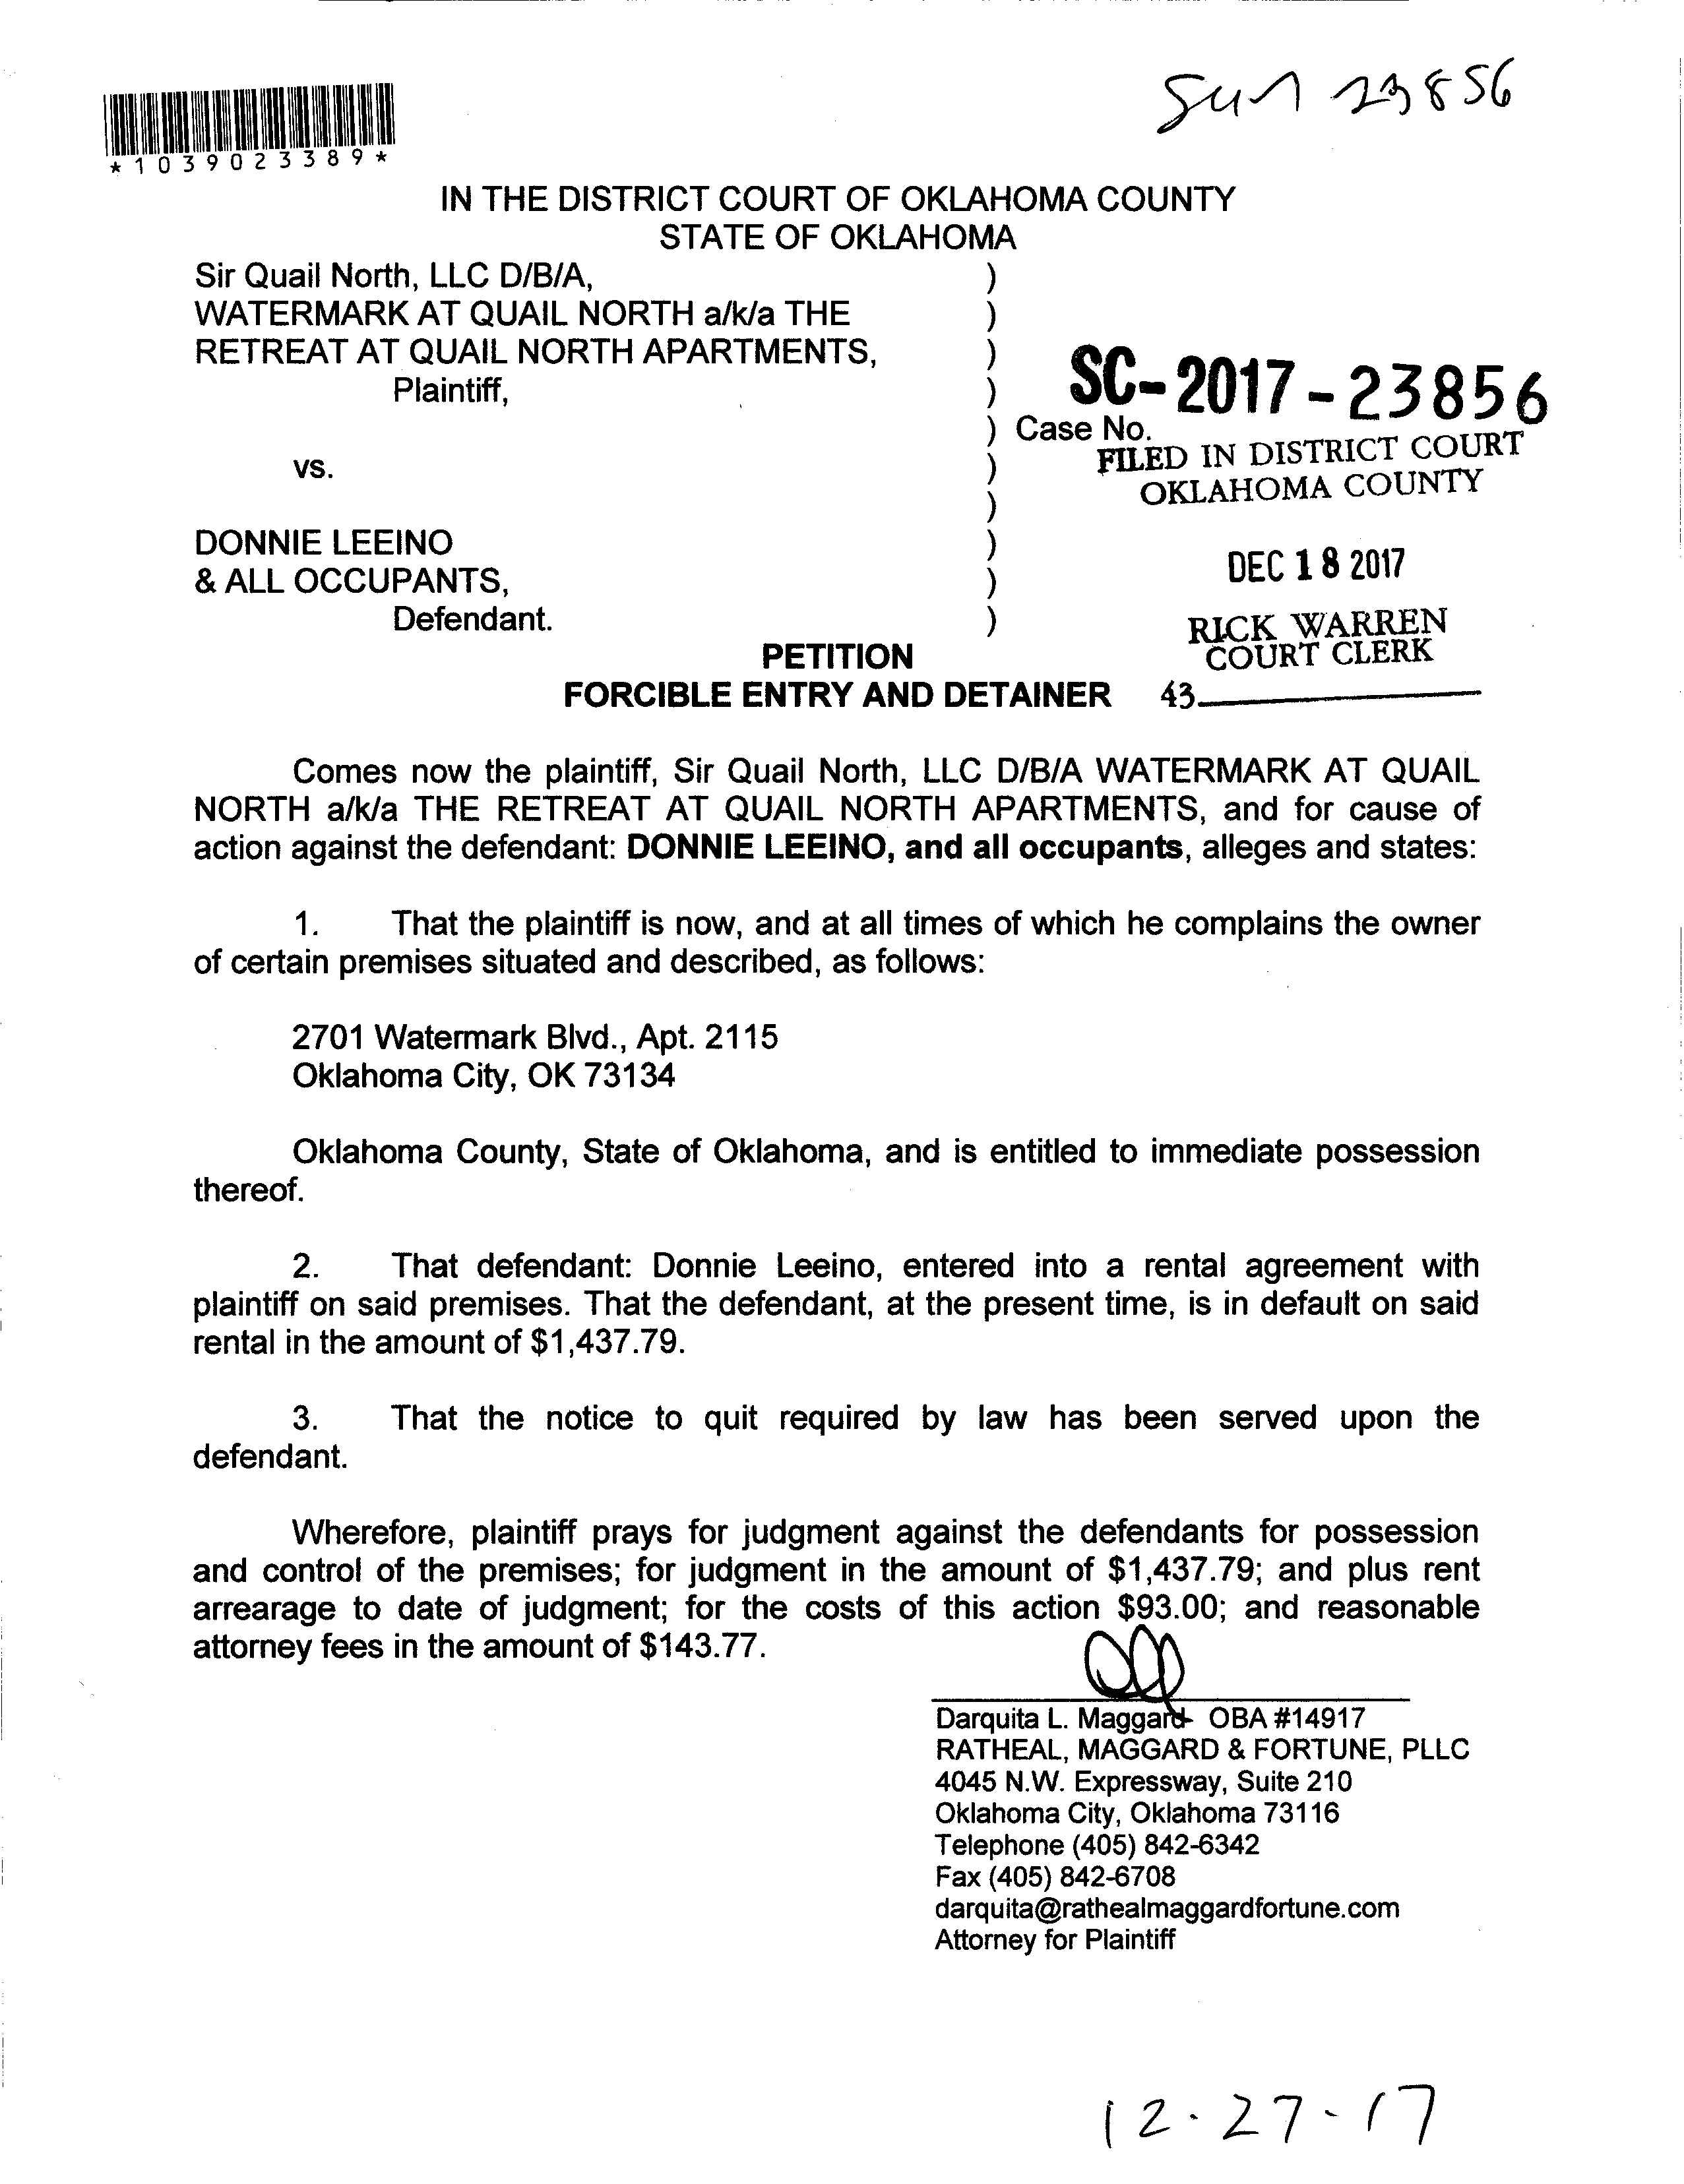 Sur 23856
*1039023389*
IN THE DISTRICT COURT OF OKLAHOMA COUNTY
STATE OF OKLAHOMA
Sir Quail North, LLC D/B/A, )
WATERMARK AT QUAIL NORTH a/k/a THE )
RETREAT AT QUAIL NORTH APARTMENTS, )
Plaintiff, ) SC-2017-23856
) Case No.
vs. ) FILED IN DISTRICT COURT
) OKLAHOMA COUNTY
DONNIE LEEINO )
& ALL OCCUPANTS, ) DEC 18 2017
Defendant. ) RICK WARREN
PETITION COURT CLERK
FORCIBLE ENTRY AND DETAINER 43
Comes now the plaintiff, Sir Quail North, LLC D/B/A WATERMARK AT QUAIL
NORTH a/k/a THE RETREAT AT QUAIL NORTH APARTMENTS, and for cause of
action against the defendant: DONNIE LEEINO, and all occupants, alleges and states:
1. That the plaintiff is now, and at all times of which he complains the owner
of certain premises situated and described, as follows:
2701 Watermark Blvd., Apt. 2115
Oklahoma City, OK 73134
Oklahoma County, State of Oklahoma, and is entitled to immediate possession
thereof.
2. That defendant: Donnie Leeino, entered into a rental agreement with
plaintiff on said premises. That the defendant, at the present time, is in default on said
rental in the amount of $1,437.79.
3. That the notice to quit required by law has been served upon the
defendant.
Wherefore, plaintiff prays for judgment against the defendants for possession
and control of the premises; for judgment in the amount of $1,437.79; and plus rent
arrearage to date of judgment; for the costs of this action $93.00; and reasonable
attorney fees in the amount of $143.77.
Darquita L. Maggard OBA #14917
RATHEAL, MAGGARD & FORTUNE, PLLC
4045 N.W. Expressway, Suite 210
Oklahoma City, Oklahoma 73116
Telephone (405) 842-6342
Fax (405) 842-6708
darquita@rathealmaggardfortune.com
Attorney for Plaintiff
12-27-17